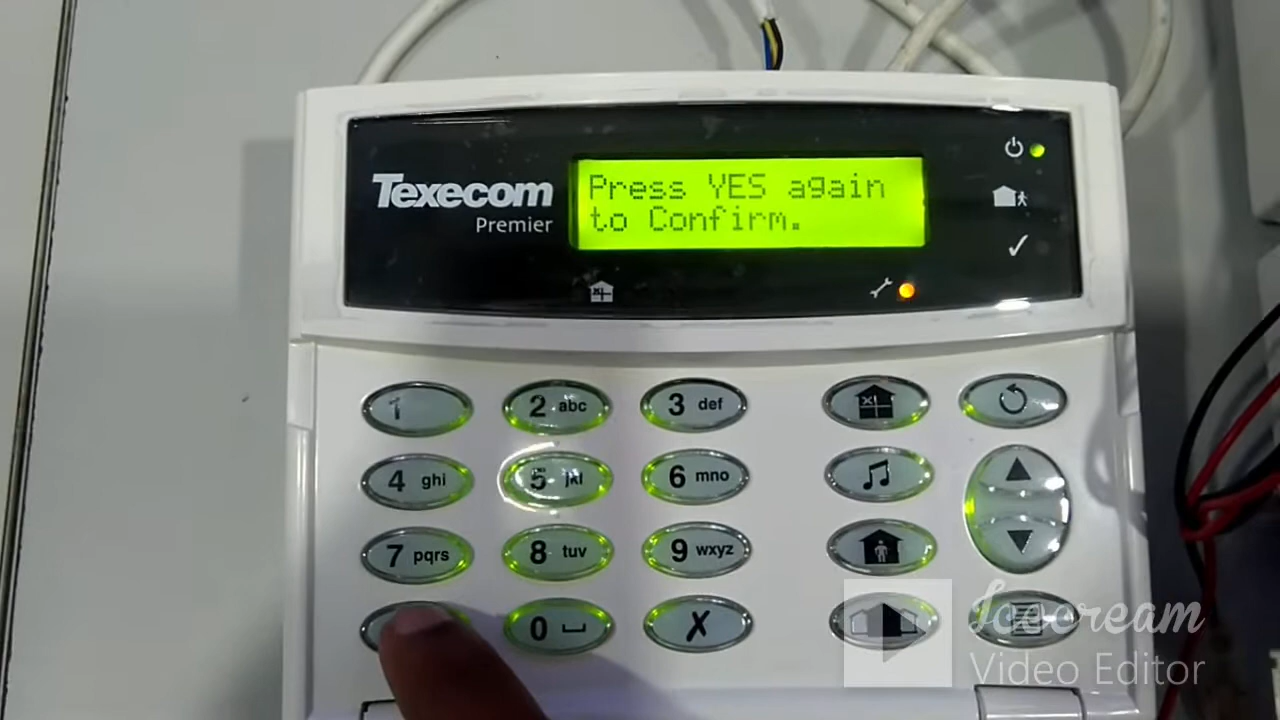 Texecom
Premier
Press YES again
to Confirm.
1
2 abc
3 def
4 ghi
5 jkl
6 mno
7 pqrs
8 tuv
9 wxyz
0
Icecream
Video Editor